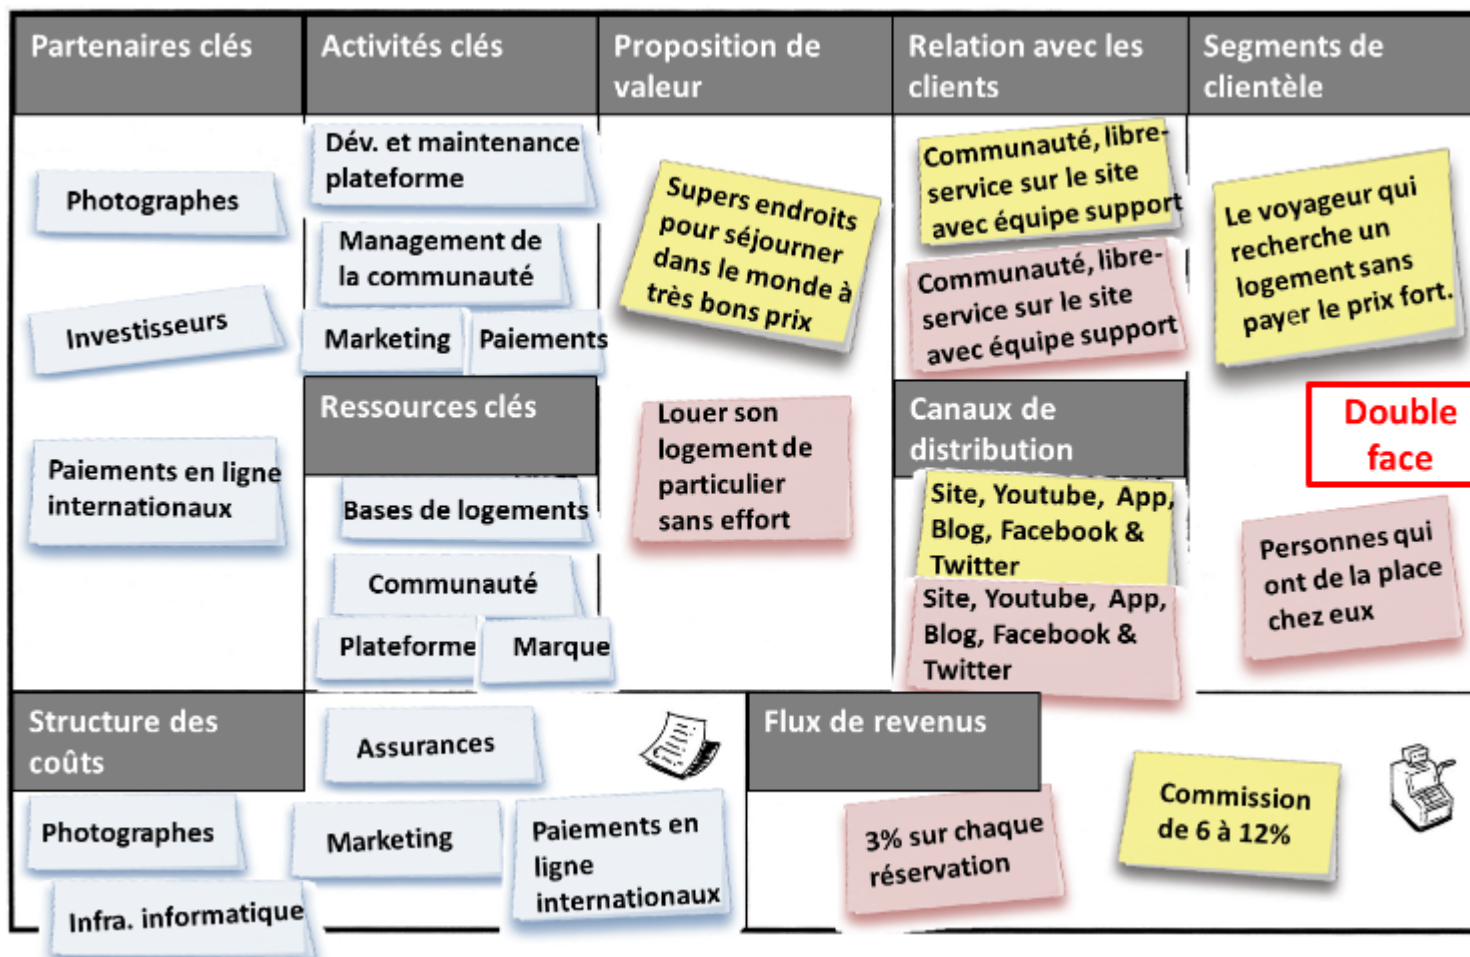 Partenaires clés
Photographes
Investisseurs
Paiements en ligne
internationaux
Activités clés
Dév. et maintenance
plateforme
Management de
la communauté
Marketing
Paiements
Ressources clés
Bases de logements
Communauté
Plateforme
Marque
Proposition de
valeur
Supers endroits
pour séjourner
dans le monde à
très bons prix
Louer son
logement de
particulier
sans effort
Relation avec les
clients
Communauté, libre-
service sur le site
avec équipe support
Communauté, libre-
service sur le site
avec équipe support
Canaux de
distribution
Site, Youtube, App,
Blog, Facebook &
Twitter
Site, Youtube, App,
Blog, Facebook &
Twitter
Segments de
clientèle
Le voyageur qui
recherche un
logement sans
payer le prix fort.
Double
face
Personnes qui
ont de la place
chez eux
Structure des
coûts
Assurances
Photographes
Marketing
Paiements en
ligne
internationaux
Infra. informatique
Flux de revenus
3% sur chaque
réservation
Commission
de 6 à 12%